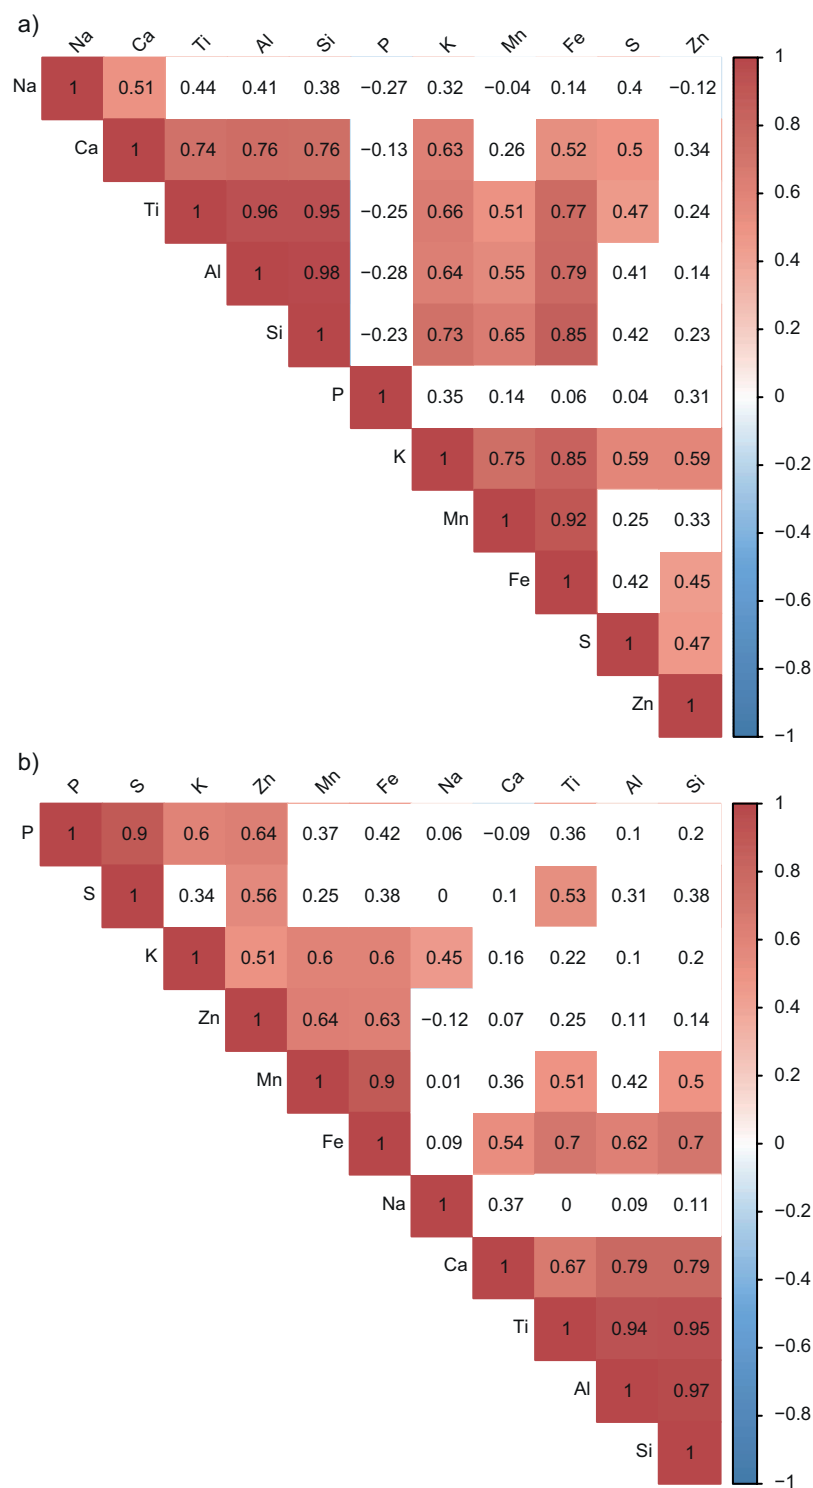 a)
Na Ca Ti Al Si P K Mn Fe S Zn
Na 1 0.51 0.44 0.41 0.38 −0.27 0.32 −0.04 0.14 0.4 −0.12
Ca 1 0.74 0.76 0.76 −0.13 0.63 0.26 0.52 0.5 0.34
Ti 1 0.96 0.95 −0.25 0.66 0.51 0.77 0.47 0.24
Al 1 0.98 −0.28 0.64 0.55 0.79 0.41 0.14
Si 1 −0.23 0.73 0.65 0.85 0.42 0.23
P 1 0.35 0.14 0.06 0.04 0.31
K 1 0.75 0.85 0.59 0.59
Mn 1 0.92 0.25 0.33
Fe 1 0.42 0.45
S 1 0.47
Zn 1
1
0.8
0.6
0.4
0.2
0
−0.2
−0.4
−0.6
−0.8
−1
b)
P S K Zn Mn Fe Na Ca Ti Al Si
P 1 0.9 0.6 0.64 0.37 0.42 0.06 −0.09 0.36 0.1 0.2
S 1 0.34 0.56 0.25 0.38 0 0.1 0.53 0.31 0.38
K 1 0.51 0.6 0.6 0.45 0.16 0.22 0.1 0.2
Zn 1 0.64 0.63 −0.12 0.07 0.25 0.11 0.14
Mn 1 0.9 0.01 0.36 0.51 0.42 0.5
Fe 1 0.09 0.54 0.7 0.62 0.7
Na 1 0.37 0 0.09 0.11
Ca 1 0.67 0.79 0.79
Ti 1 0.94 0.95
Al 1 0.97
Si 1
1
0.8
0.6
0.4
0.2
0
−0.2
−0.4
−0.6
−0.8
−1